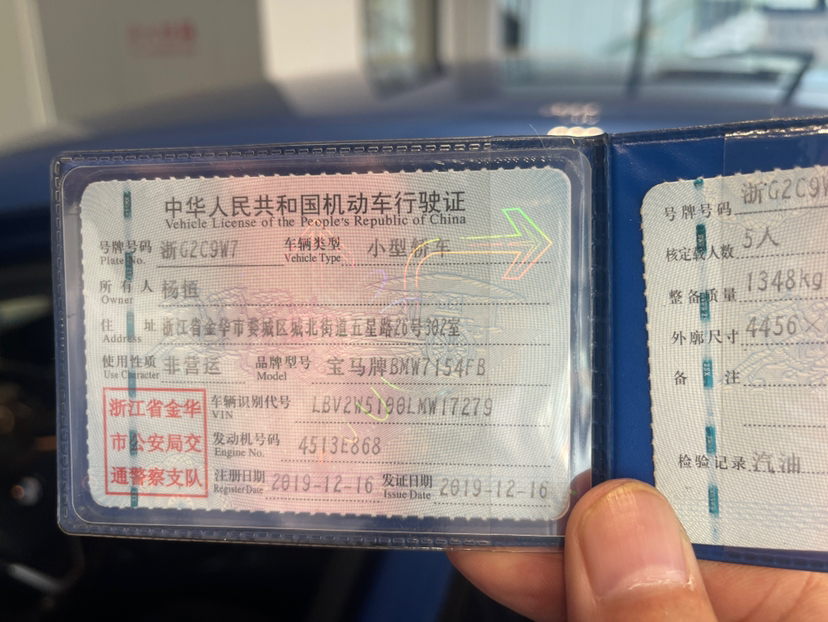 中华人民共和国机动车行驶证
Vehicle License of the People's Republic of China
号牌号码 浙G2C9W7 车辆类型 小型轿车
Plate No. Vehicle Type
所有人 杨摓
Owner
住址 浙江省金华市婺城区城北街道五星路26号302室
Address
使用性质 非营运 品牌型号 宝马牌BMW7154FB
Use Character Model
浙江省金华
市公安局交
通警察支队
车辆识别代号 LBV2W5100LMW17279
VIN
发动机号码 4513E868
Engine No.
注册日期 2019-12-16 发证日期 2019-12-16
Register Date Issue Date
号牌号码 浙G2C9W
核定载人数 5人
整备质量 1348kg
外廓尺寸 4456×
备注
检验记录 汽油